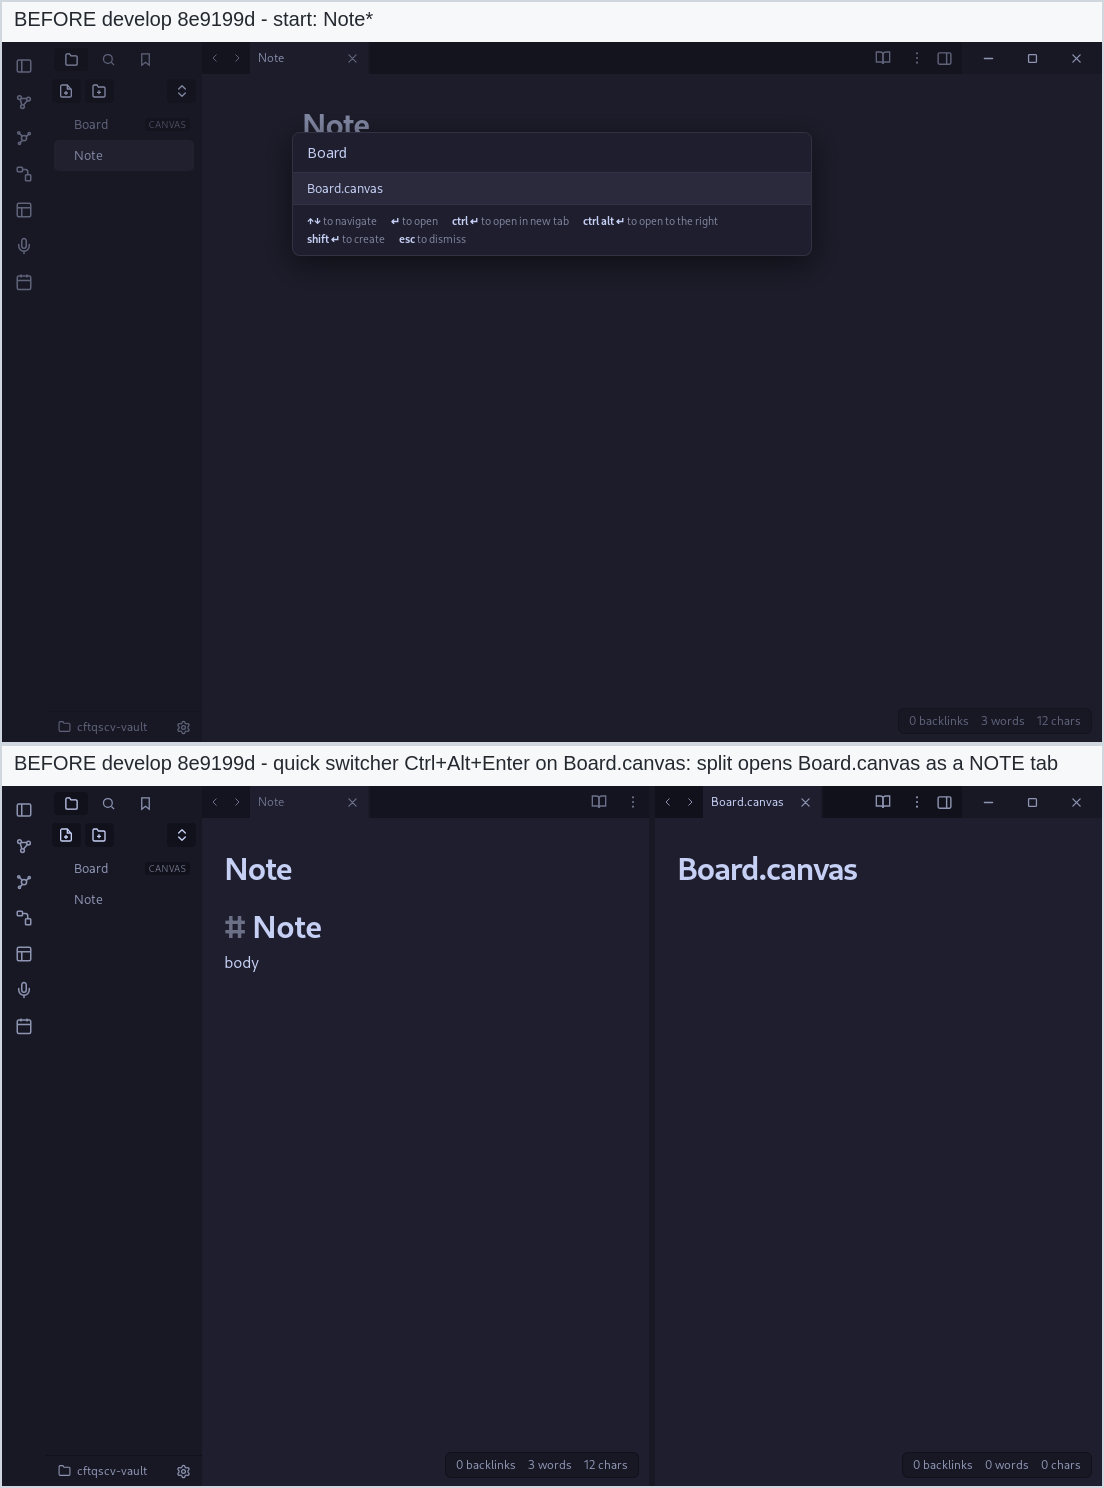 BEFORE develop 8e9199d - start: Note*
Note
Board CANVAS
Note
Note
Board
Board.canvas
↑↓ to navigate ↵ to open ctrl ↵ to open in new tab ctrl alt ↵ to open to the right
shift ↵ to create esc to dismiss
cftqscv-vault
0 backlinks 3 words 12 chars
BEFORE develop 8e9199d - quick switcher Ctrl+Alt+Enter on Board.canvas: split opens Board.canvas as a NOTE tab
Note
Board.canvas
Board CANVAS
Note
Note
# Note
body
Board.canvas
cftqscv-vault
0 backlinks 3 words 12 chars
0 backlinks 0 words 0 chars